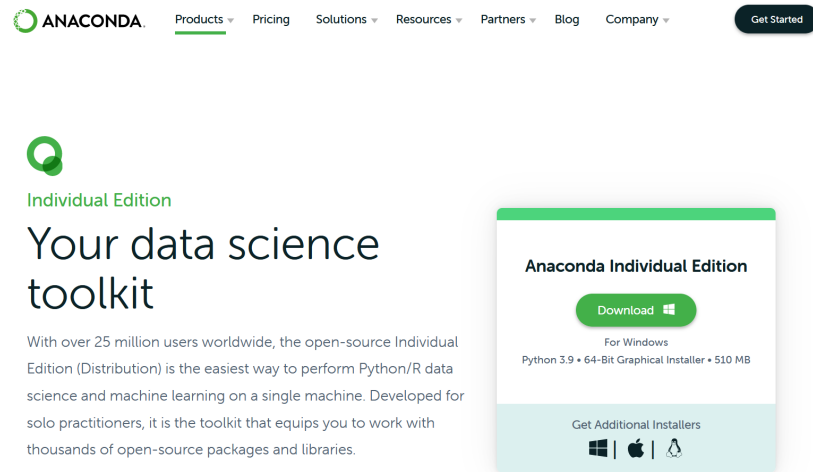 ANACONDA.
Products Pricing Solutions Resources Partners Blog Company Get Started
Individual Edition
Your data science
toolkit
With over 25 million users worldwide, the open-source Individual
Edition (Distribution) is the easiest way to perform Python/R data
science and machine learning on a single machine. Developed for
solo practitioners, it is the toolkit that equips you to work with
thousands of open-source packages and libraries.
Anaconda Individual Edition
Download
For Windows
Python 3.9 • 64-Bit Graphical Installer • 510 MB
Get Additional Installers
| |